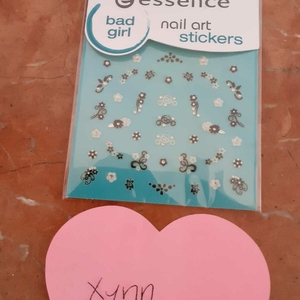 essence
bad girl
nail art
stickers
Xynn